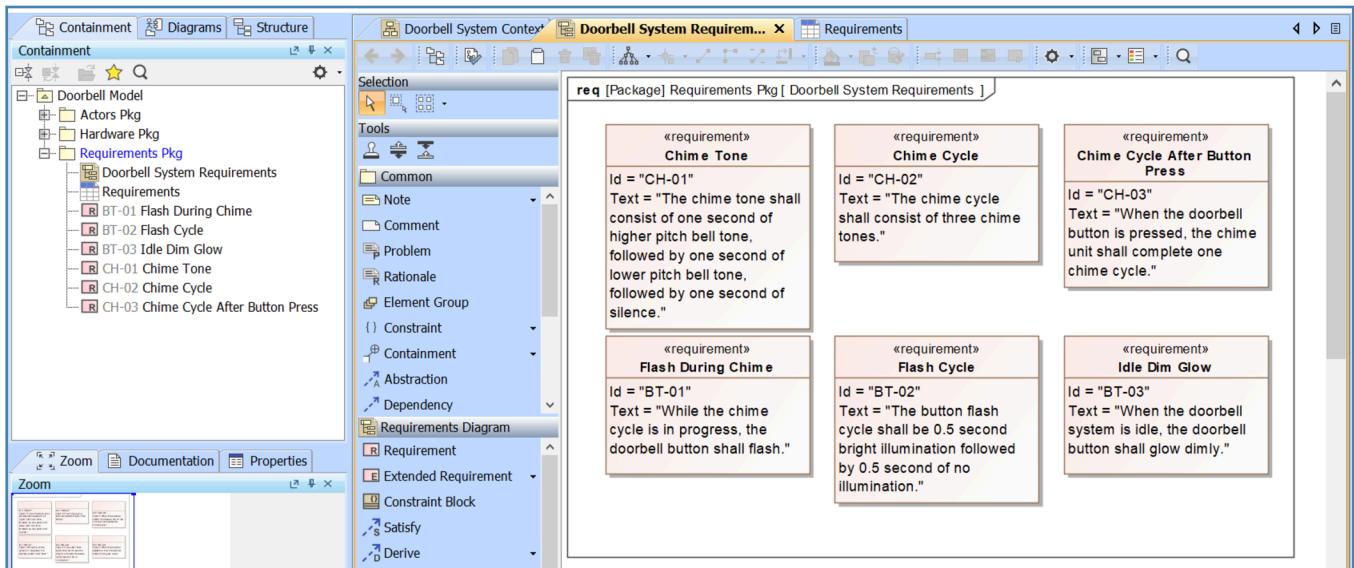 Containment Diagrams Structure
Containment
Doorbell Model
Actors Pkg
Hardware Pkg
Requirements Pkg
Doorbell System Requirements
Requirements
R BT-01 Flash During Chime
R BT-02 Flash Cycle
R BT-03 Idle Dim Glow
R CH-01 Chime Tone
R CH-02 Chime Cycle
R CH-03 Chime Cycle After Button Press
Zoom Documentation Properties
Zoom
Doorbell System Context Doorbell System Requirem... Requirements
Selection
Tools
Common
Note
Comment
Problem
Rationale
Element Group
{ } Constraint
Containment
Abstraction
Dependency
Requirements Diagram
R Requirement
E Extended Requirement
Constraint Block
Satisfy
Derive
req [Package] Requirements Pkg [ Doorbell System Requirements ]
«requirement»
Chime Tone
Id = "CH-01"
Text = "The chime tone shall
consist of one second of
higher pitch bell tone,
followed by one second of
lower pitch bell tone,
followed by one second of
silence."
«requirement»
Chime Cycle
Id = "CH-02"
Text = "The chime cycle
shall consist of three chime
tones."
«requirement»
Chime Cycle After Button
Press
Id = "CH-03"
Text = "When the doorbell
button is pressed, the chime
unit shall complete one
chime cycle."
«requirement»
Flash During Chime
Id = "BT-01"
Text = "While the chime
cycle is in progress, the
doorbell button shall flash."
«requirement»
Flash Cycle
Id = "BT-02"
Text = "The button flash
cycle shall be 0.5 second
bright illumination followed
by 0.5 second of no
illumination."
«requirement»
Idle Dim Glow
Id = "BT-03"
Text = "When the doorbell
system is idle, the doorbell
button shall glow dimly."